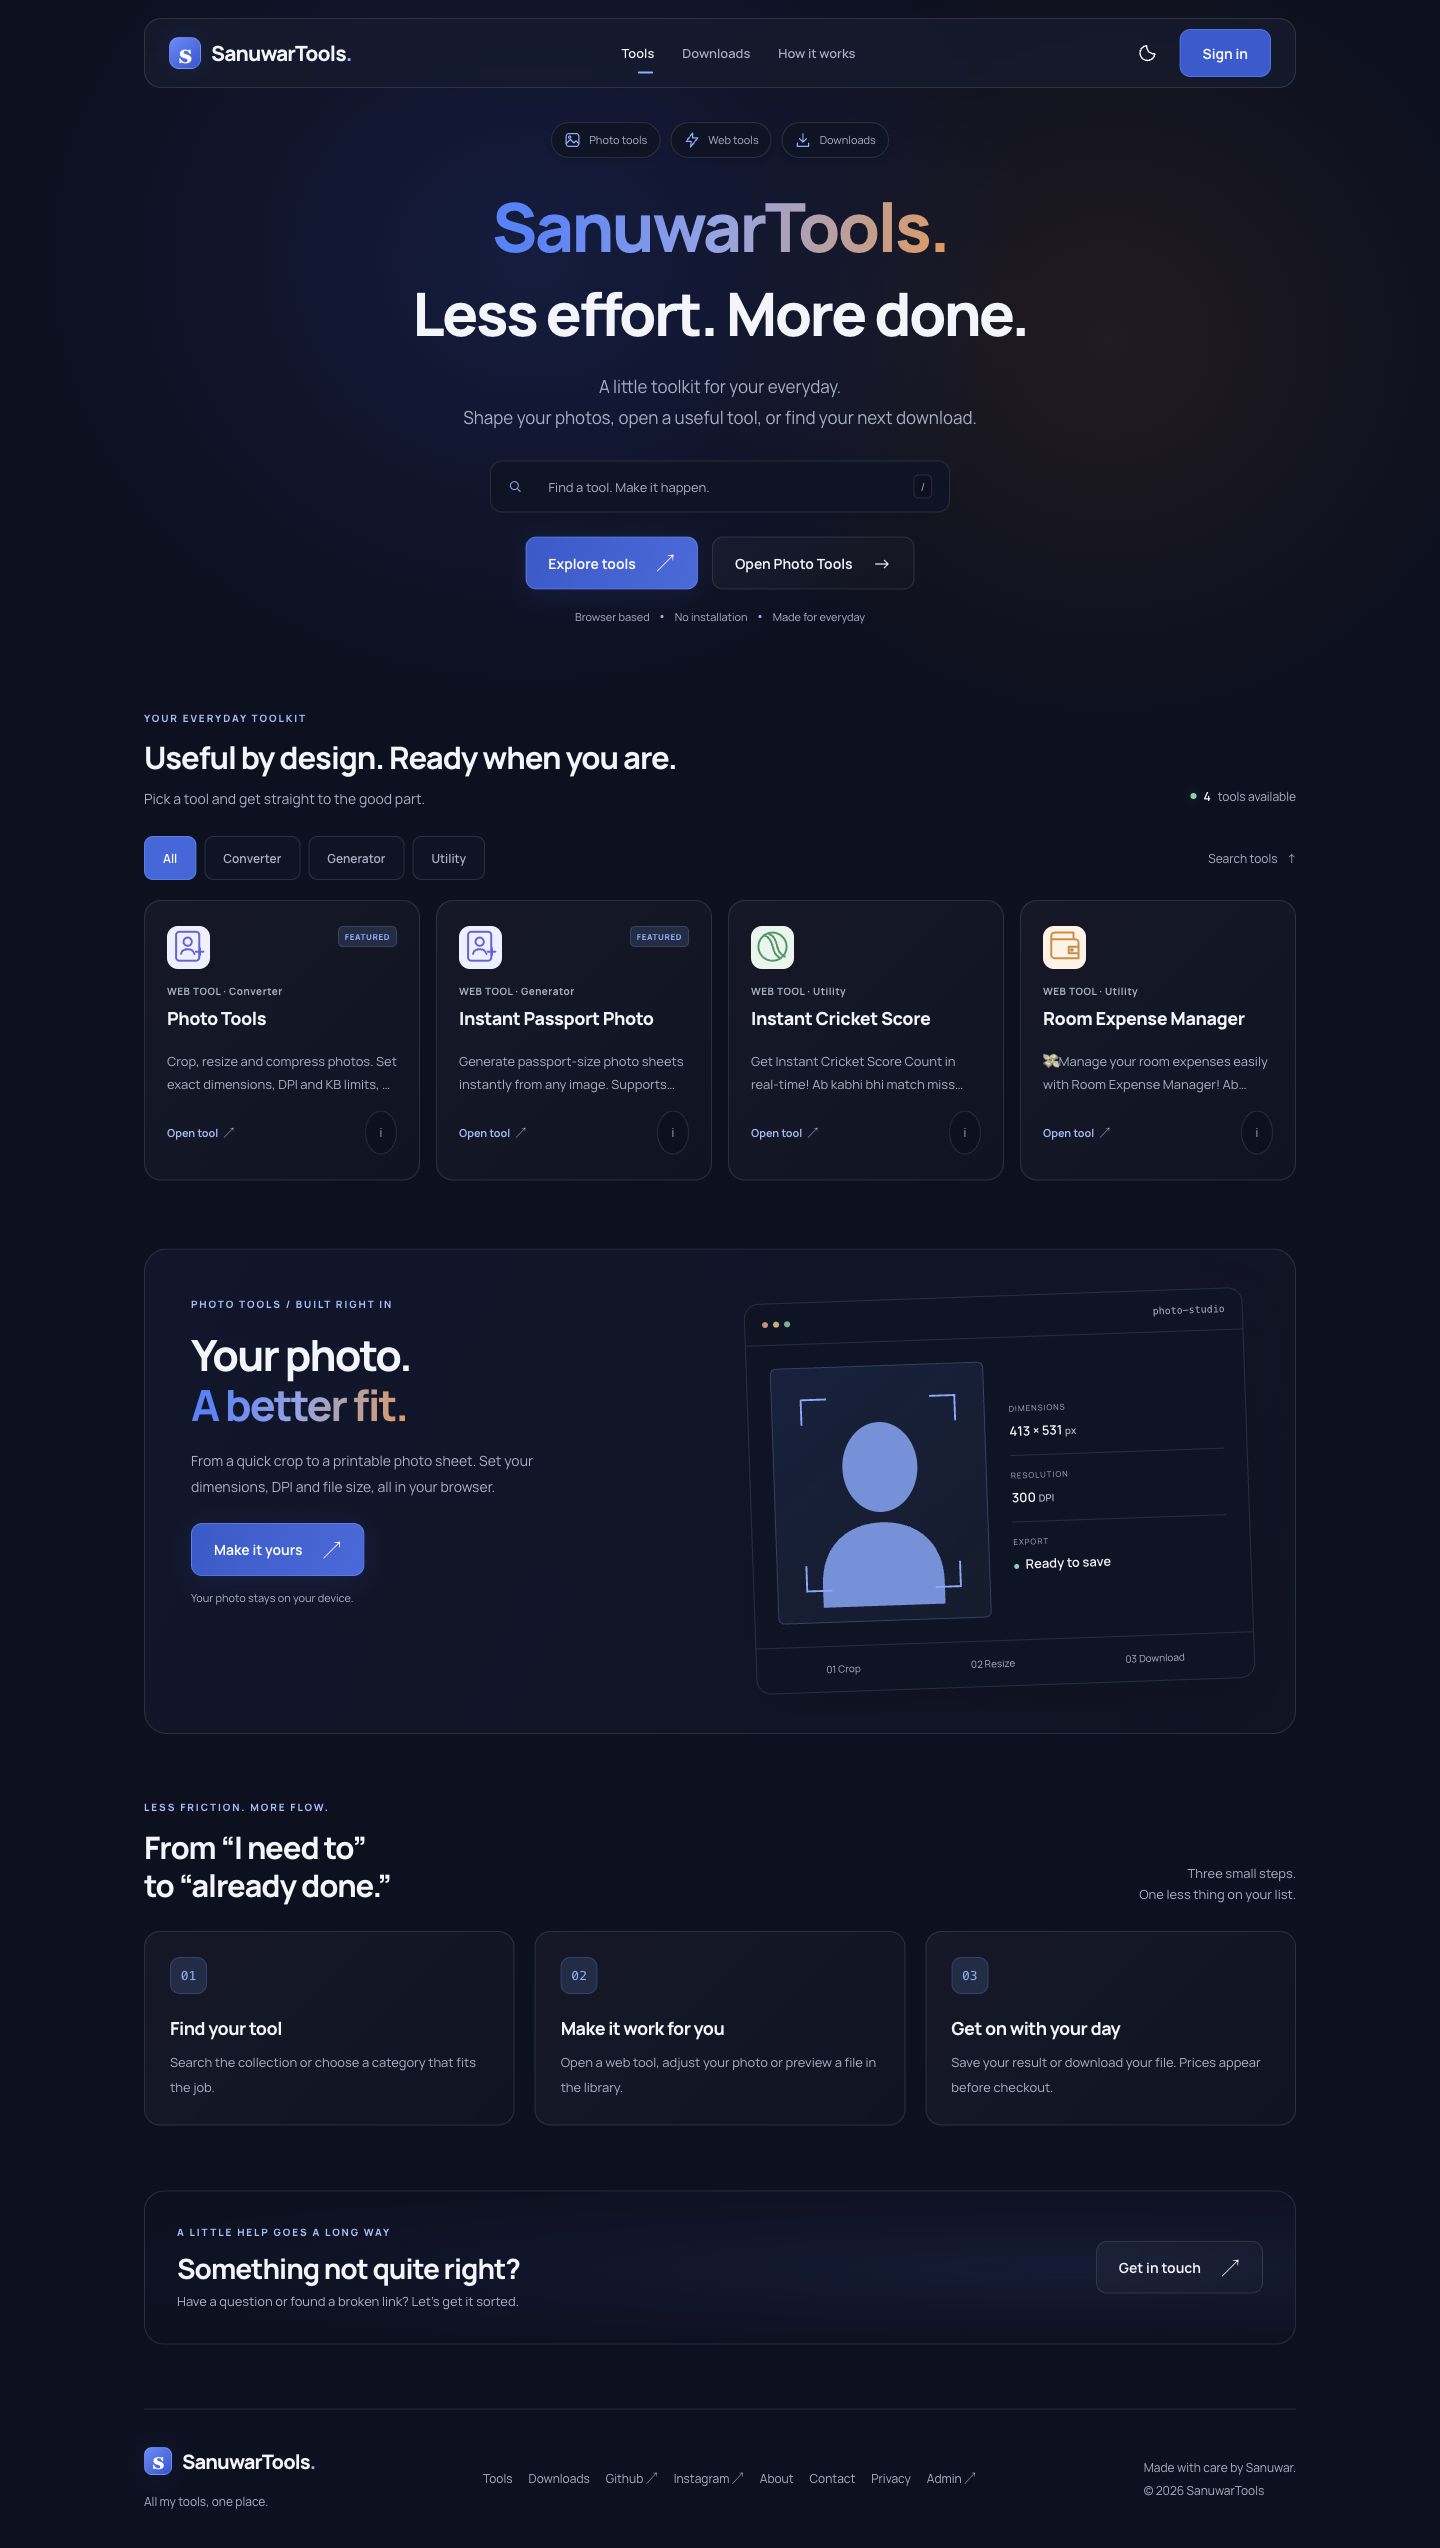 S SanuwarTools.
Tools Downloads How it works
Sign in
Photo tools Web tools Downloads
SanuwarTools.
Less effort. More done.
A little toolkit for your everyday.
Shape your photos, open a useful tool, or find your next download.
Find a tool. Make it happen. /
Explore tools ↗ Open Photo Tools →
Browser based • No installation • Made for everyday
YOUR EVERYDAY TOOLKIT
Useful by design. Ready when you are.
Pick a tool and get straight to the good part.
4 tools available
All Converter Generator Utility
Search tools ↑
FEATURED
WEB TOOL · Converter
Photo Tools
Crop, resize and compress photos. Set
exact dimensions, DPI and KB limits, ...
Open tool ↗ i
FEATURED
WEB TOOL · Generator
Instant Passport Photo
Generate passport-size photo sheets
instantly from any image. Supports...
Open tool ↗ i
WEB TOOL · Utility
Instant Cricket Score
Get Instant Cricket Score Count in
real-time! Ab kabhi bhi match miss...
Open tool ↗ i
WEB TOOL · Utility
Room Expense Manager
💸Manage your room expenses easily
with Room Expense Manager! Ab...
Open tool ↗ i
PHOTO TOOLS / BUILT RIGHT IN
Your photo.
A better fit.
From a quick crop to a printable photo sheet. Set your
dimensions, DPI and file size, all in your browser.
Make it yours ↗
Your photo stays on your device.
photo-studio
DIMENSIONS
413 × 531 px
RESOLUTION
300 DPI
EXPORT
Ready to save
01 Crop 02 Resize 03 Download
LESS FRICTION. MORE FLOW.
From “I need to”
to “already done.”
Three small steps.
One less thing on your list.
01
Find your tool
Search the collection or choose a category that fits
the job.
02
Make it work for you
Open a web tool, adjust your photo or preview a file in
the library.
03
Get on with your day
Save your result or download your file. Prices appear
before checkout.
A LITTLE HELP GOES A LONG WAY
Something not quite right?
Have a question or found a broken link? Let's get it sorted.
Get in touch ↗
S SanuwarTools.
All my tools, one place.
Tools Downloads Github ↗ Instagram ↗ About Contact Privacy Admin ↗
Made with care by Sanuwar.
© 2026 SanuwarTools